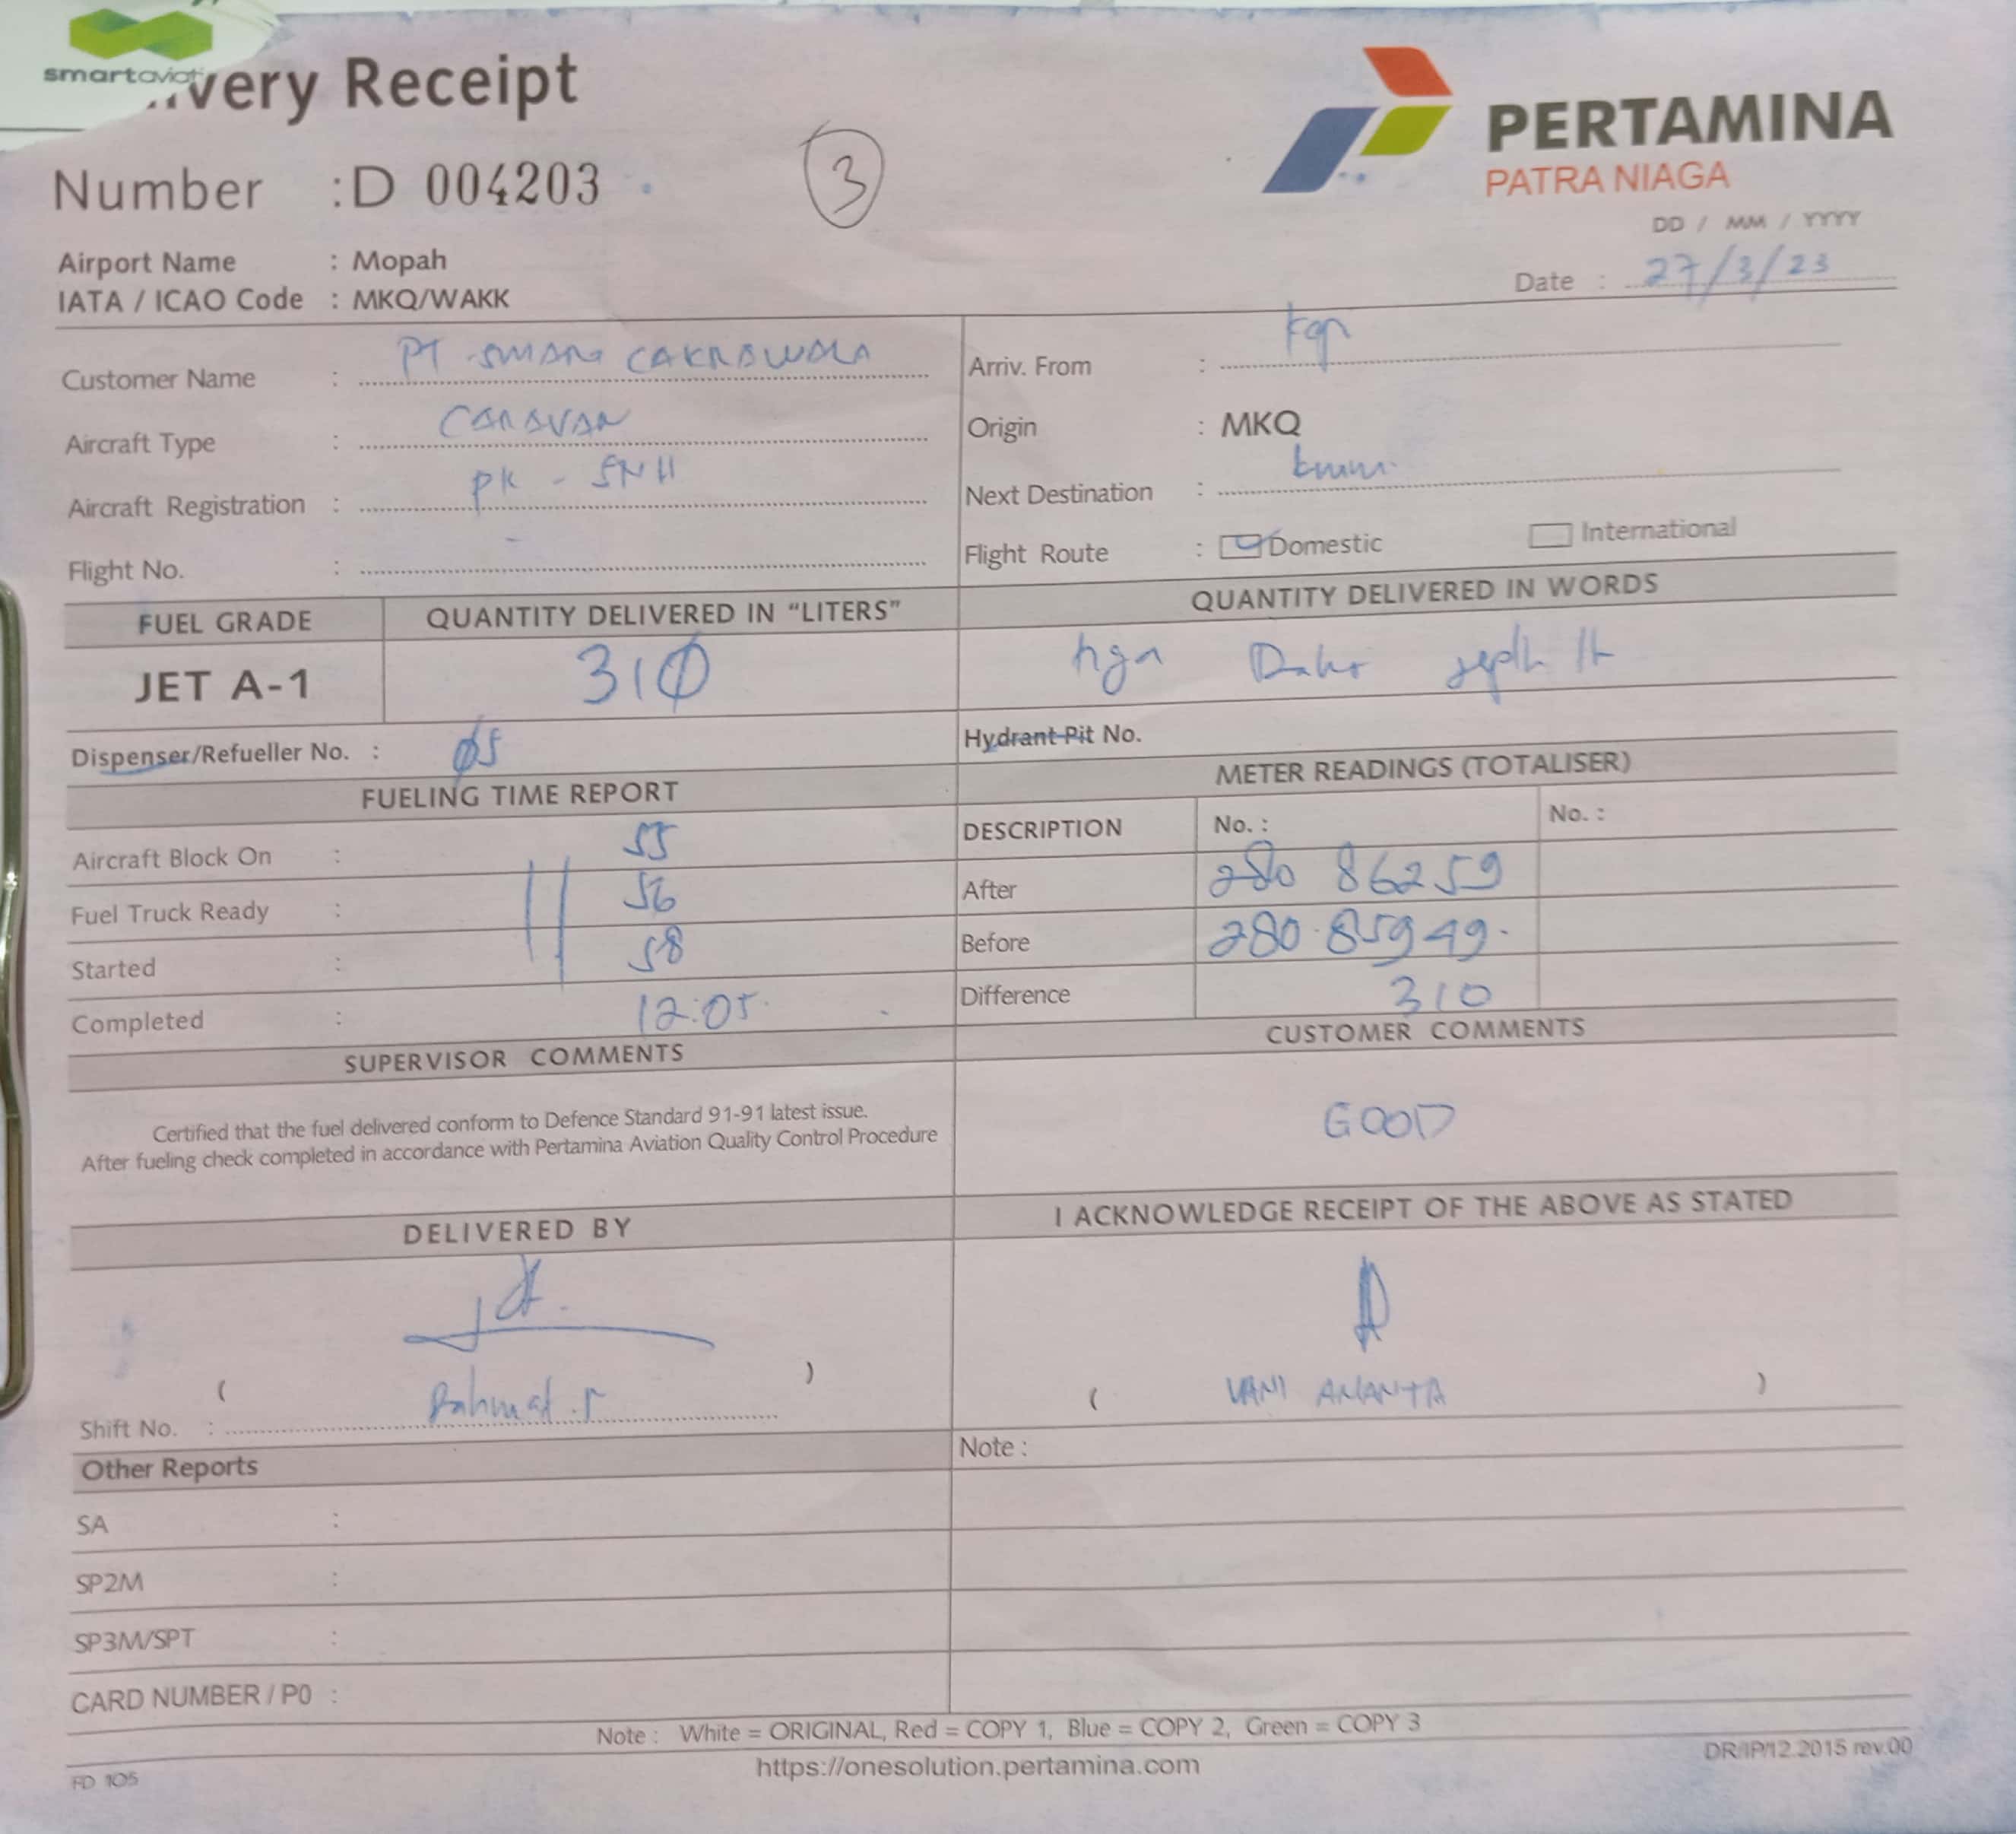 smartaviati
very Receipt
PERTAMINA
PATRA NIAGA
Number : D 004203
3
DD / MM / YYYY
Date : 27/3/23
Airport Name : Mopah
IATA / ICAO Code : MKQ/WAKK
Customer Name : PT SMART CAKRAWALA
Arriv. From :
Aircraft Type : CARAVAN
Origin : MKQ
Aircraft Registration : PK - SNH
Next Destination :
Flight No. : -
Flight Route : Domestic International
FUEL GRADE QUANTITY DELIVERED IN “LITERS” QUANTITY DELIVERED IN WORDS
JET A-1 310
Dispenser/Refueller No. : 05 Hydrant Pit No.
FUELING TIME REPORT METER READINGS (TOTALISER)
DESCRIPTION No. : No. :
Aircraft Block On : 55
After 280 86259
Fuel Truck Ready : 11 56
Before 280.85949.
Started : 58
Difference 310
Completed : 12:05.
SUPERVISOR COMMENTS CUSTOMER COMMENTS
Certified that the fuel delivered conform to Defence Standard 91-91 latest issue.
After fueling check completed in accordance with Pertamina Aviation Quality Control Procedure
GOOD
DELIVERED BY I ACKNOWLEDGE RECEIPT OF THE ABOVE AS STATED
( Rahmat )
( VANI ANANTA )
Shift No. :
Other Reports Note :
SA :
SP2M :
SP3M/SPT :
CARD NUMBER / P0 :
Note : White = ORIGINAL, Red = COPY 1, Blue = COPY 2, Green = COPY 3
https://onesolution.pertamina.com
FD 105 DR/IP/12.2015 rev.00